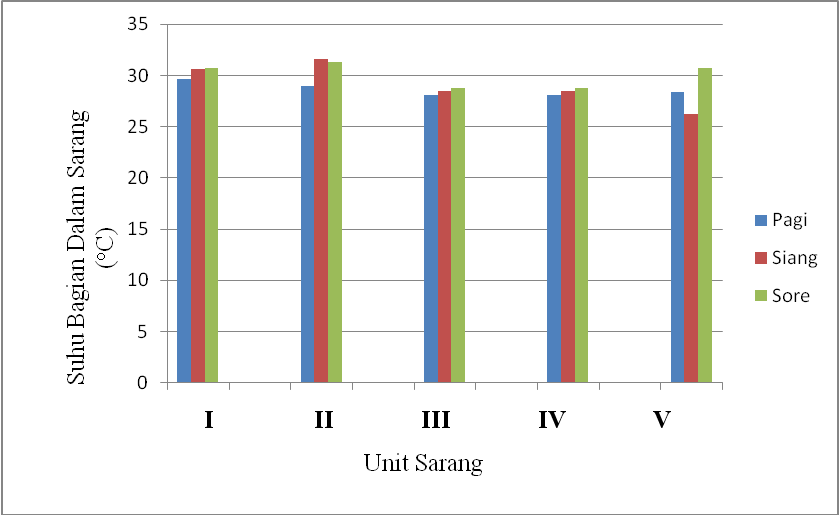 35
30
25
20
15
10
5
0
Suhu Bagian Dalam Sarang
(°C)
I II III IV V
Unit Sarang
Pagi
Siang
Sore